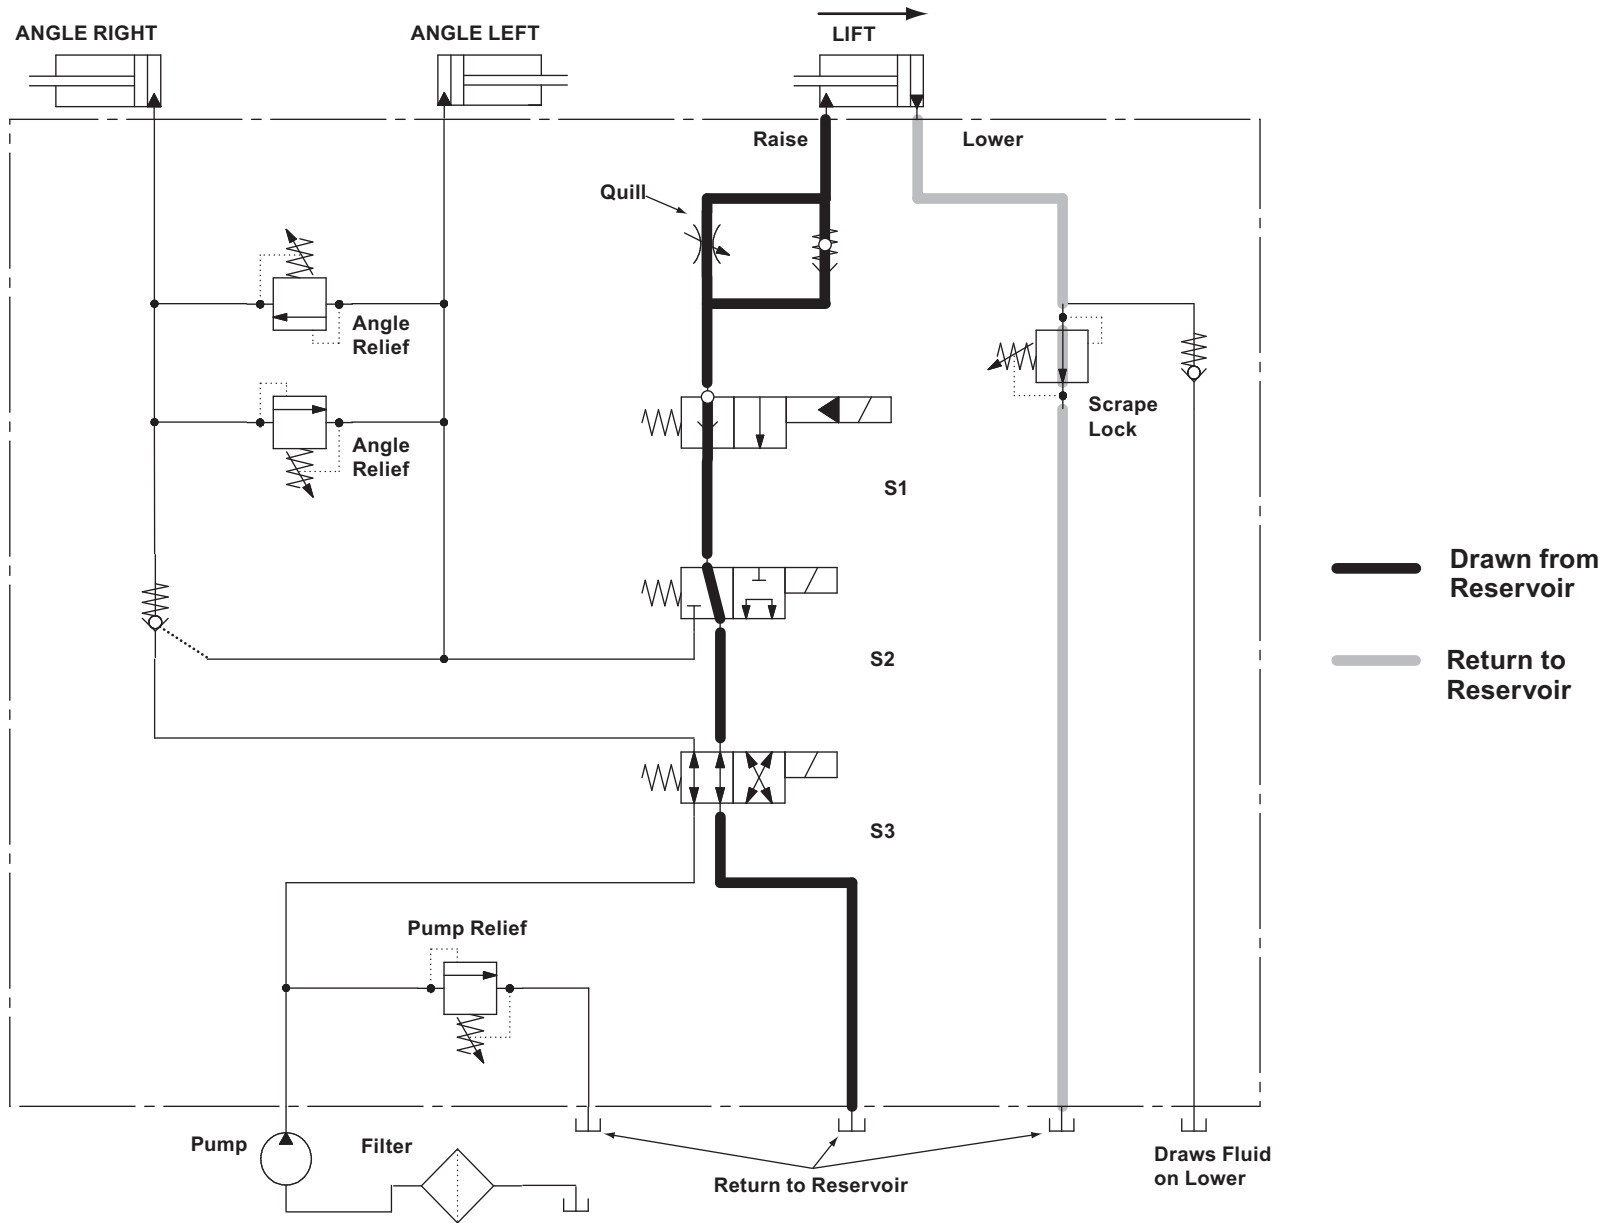 ANGLE RIGHT
ANGLE LEFT
LIFT
Raise
Lower
Quill
Angle
Relief
Angle
Relief
Scrape
Lock
S1
Drawn from
Reservoir
S2
Return to
Reservoir
S3
Pump Relief
Pump
Filter
Return to Reservoir
Draws Fluid
on Lower